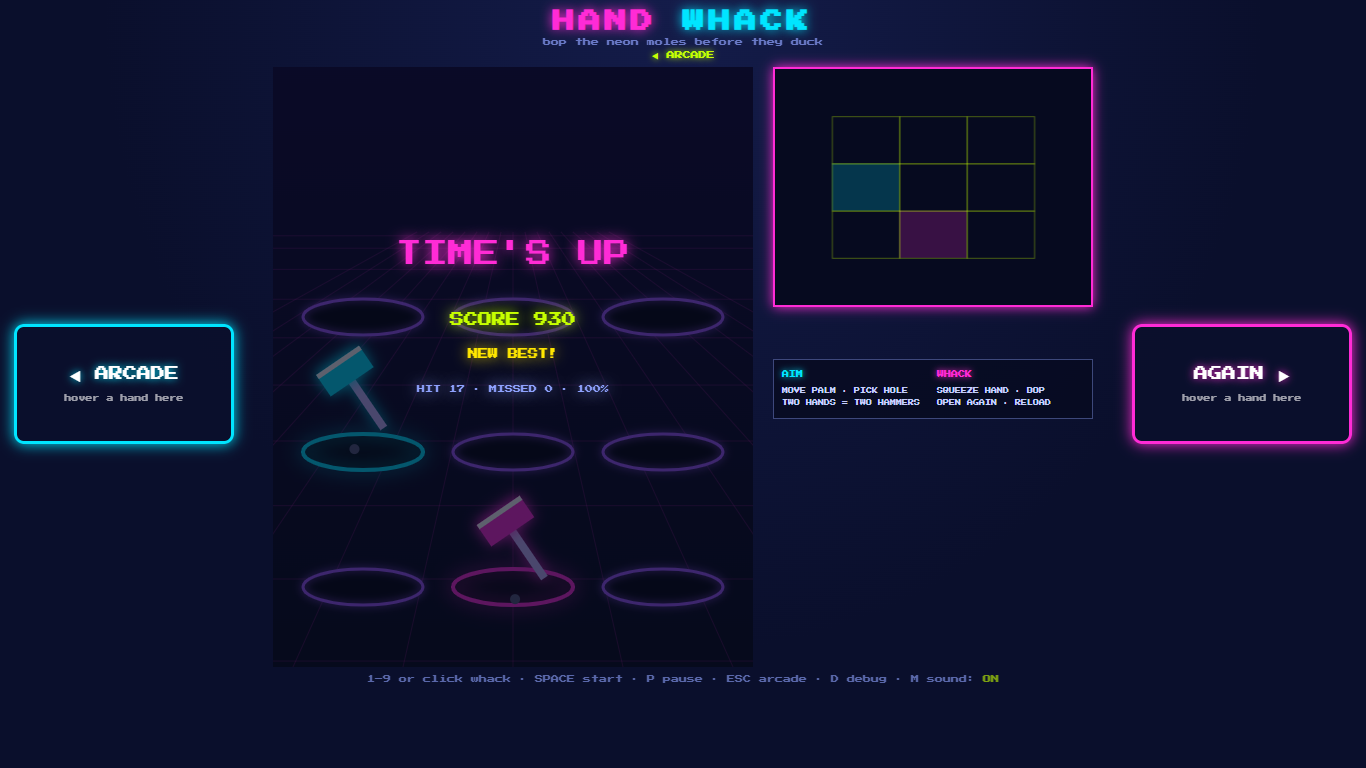 HAND WHACK
bop the neon moles before they duck
◀ ARCADE
TIME'S UP
SCORE 930
NEW BEST!
HIT 17 · MISSED 0 · 100%
◀ ARCADE
hover a hand here
AIM
MOVE PALM · PICK HOLE
TWO HANDS = TWO HAMMERS
WHACK
SQUEEZE HAND · BOP
OPEN AGAIN · RELOAD
AGAIN ▶
hover a hand here
1-9 or click whack · SPACE start · P pause · ESC arcade · D debug · M sound: ON